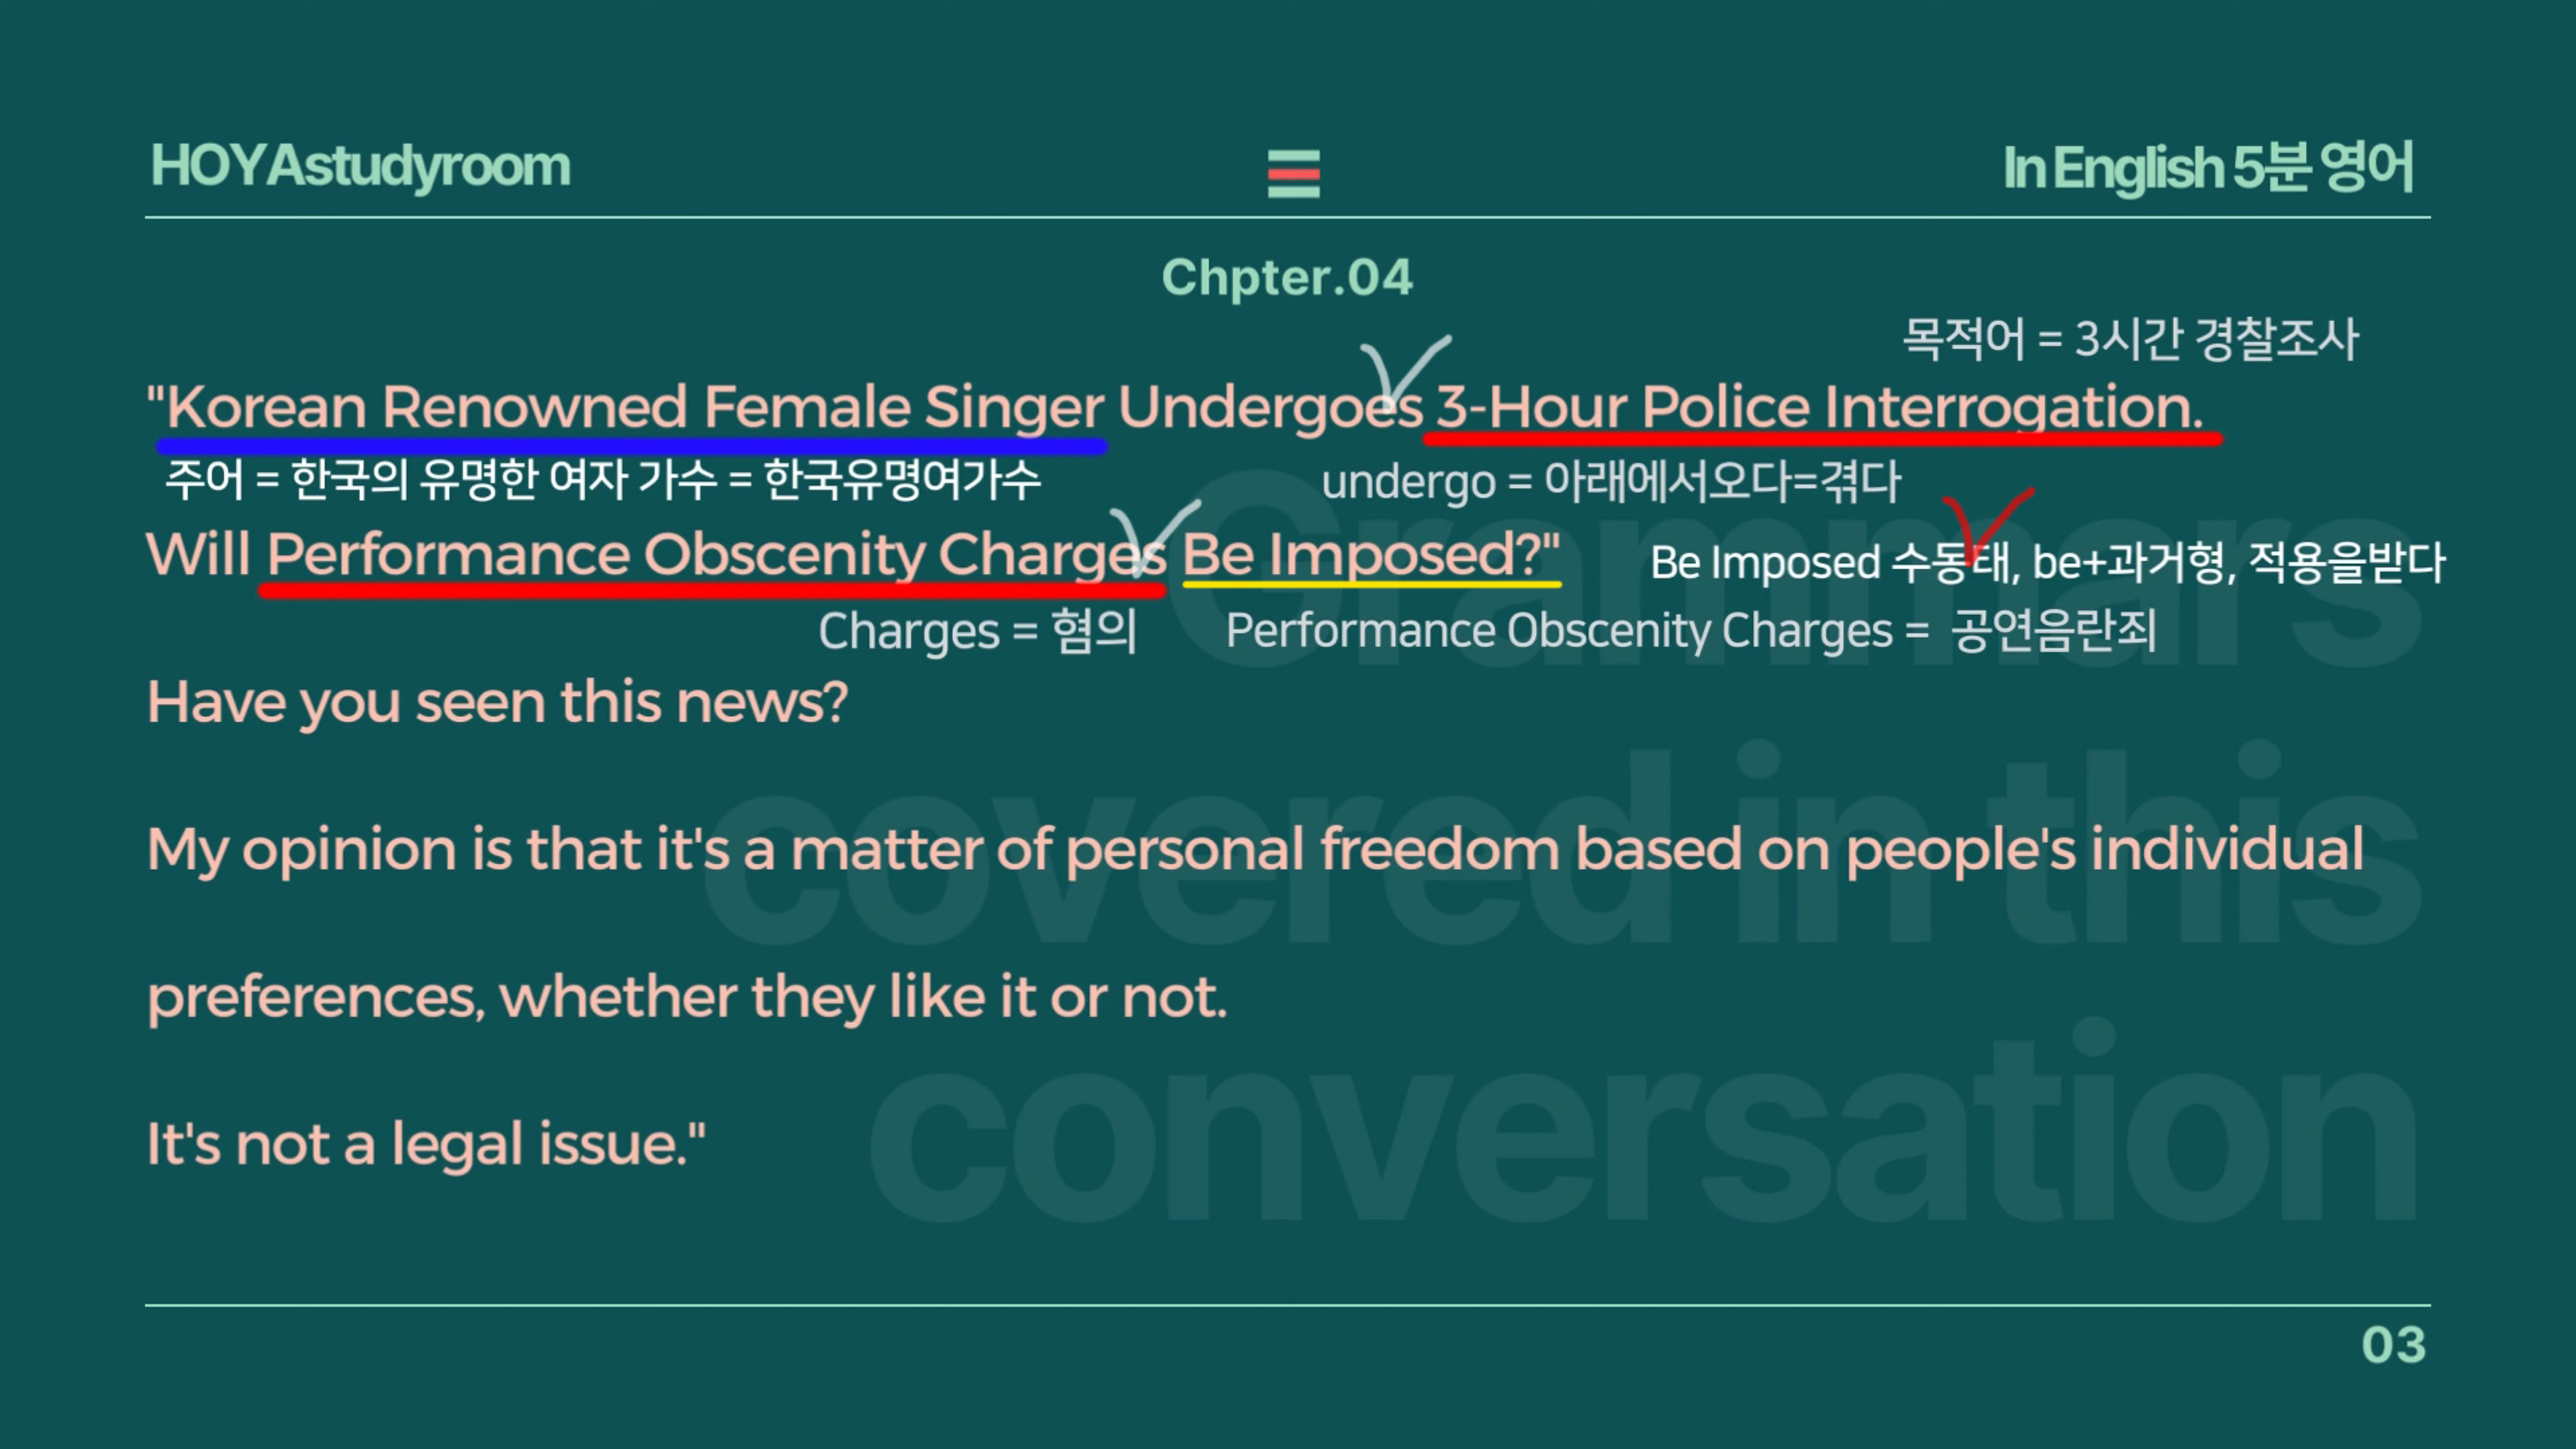 HOYAstudyroom
In English 5분 영어
Chpter.04
목적어 = 3시간 경찰조사
"Korean Renowned Female Singer Undergoes 3-Hour Police Interrogation.
주어 = 한국의 유명한 여자 가수 = 한국유명여가수
undergo = 아래에서오다=겪다
Will Performance Obscenity Charges Be Imposed?"
Be Imposed 수동태, be+과거형, 적용을받다
Charges = 혐의
Performance Obscenity Charges = 공연음란죄
Have you seen this news?
My opinion is that it's a matter of personal freedom based on people's individual
preferences, whether they like it or not.
It's not a legal issue."
Grammars
covered in this
conversation
03